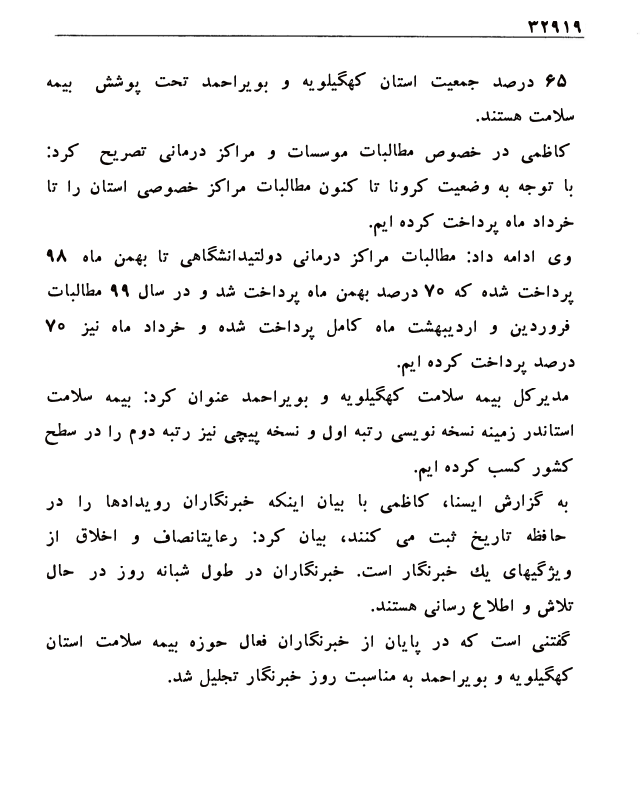 ۳۲۹۱۹
۶۵ درصد جمعیت استان کهگیلویه و بویراحمد تحت پوشش بیمه
سلامت هستند.
کاظمی در خصوص مطالبات موسسات و مراکز درمانی تصریح کرد:
با توجه به وضعیت کرونا تا کنون مطالبات مراکز خصوصی استان را تا
خرداد ماه پرداخت کرده ایم.
وی ادامه داد: مطالبات مراکز درمانی دولتیدانشگاهی تا بهمن ماه ۹۸
پرداخت شده که ۷۰ درصد بهمن ماه پرداخت شد و در سال ۹۹ مطالبات
فروردین و اردیبهشت ماه کامل پرداخت شده و خرداد ماه نیز ۷۰
درصد پرداخت کرده ایم.
مدیرکل بیمه سلامت کهگیلویه و بویراحمد عنوان کرد: بیمه سلامت
استاندر زمینه نسخه نویسی رتبه اول و نسخه پیچی نیز رتبه دوم را در سطح
کشور کسب کرده ایم.
به گزارش ایسنا، کاظمی با بیان اینکه خبرنگاران رویدادها را در
حافظه تاریخ ثبت می کنند، بیان کرد: رعایتانصاف و اخلاق از
ویژگیهای یك خبرنگار است. خبرنگاران در طول شبانه روز در حال
تلاش و اطلاع رسانی هستند.
گفتنی است که در پایان از خبرنگاران فعال حوزه بیمه سلامت استان
کهگیلویه و بویراحمد به مناسبت روز خبرنگار تجلیل شد.